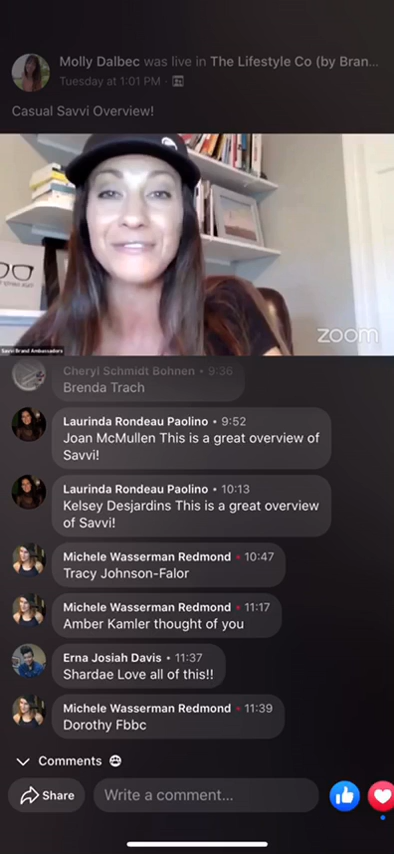 Molly Dalbec was live in The Lifestyle Co (by Bran...
Tuesday at 1:01 PM ·
Casual Savvi Overview!
Savvi Brand Ambassadors
zoom
Cheryl Schmidt Bohnen • 9:36
Brenda Trach
Laurinda Rondeau Paolino • 9:52
Joan McMullen This is a great overview of
Savvi!
Laurinda Rondeau Paolino • 10:13
Kelsey Desjardins This is a great overview
of Savvi!
Michele Wasserman Redmond • 10:47
Tracy Johnson-Falor
Michele Wasserman Redmond • 11:17
Amber Kamler thought of you
Erna Josiah Davis • 11:37
Shardae Love all of this!!
Michele Wasserman Redmond • 11:39
Dorothy Fbbc
Comments
Share
Write a comment...